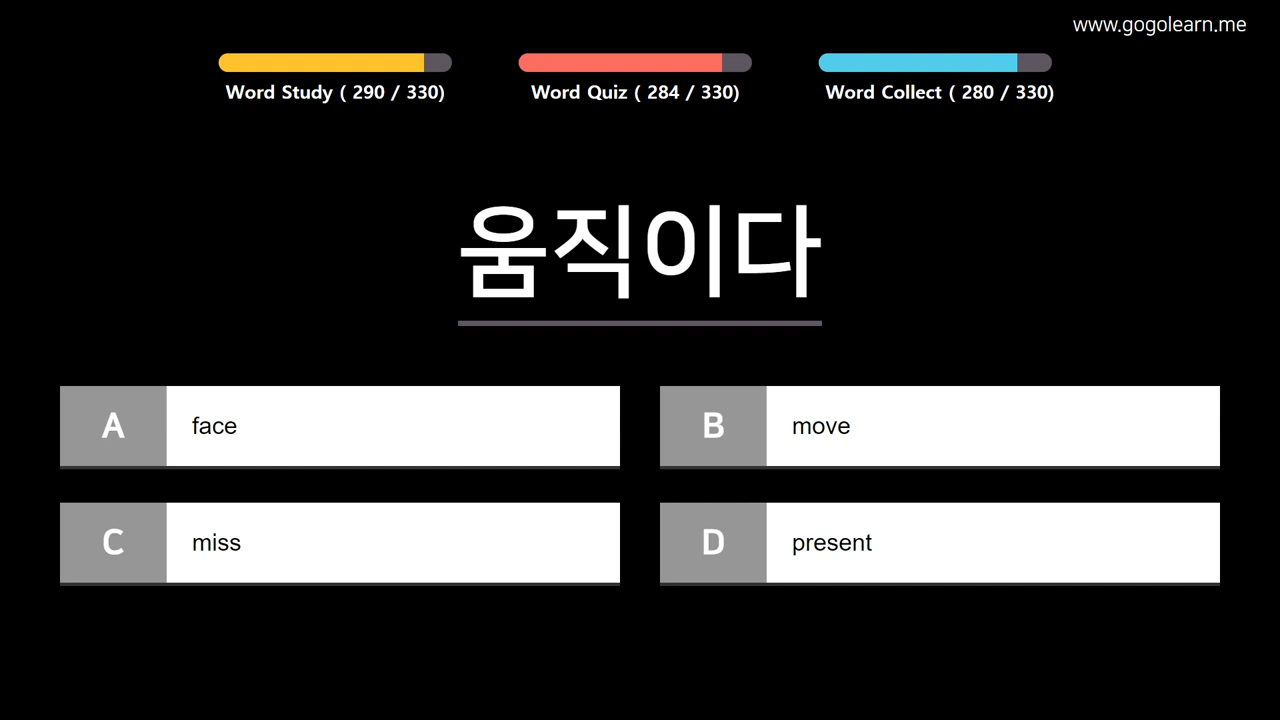 www.gogolearn.me
Word Study ( 290 / 330)
Word Quiz ( 284 / 330)
Word Collect ( 280 / 330)
움직이다
A face
B move
C miss
D present